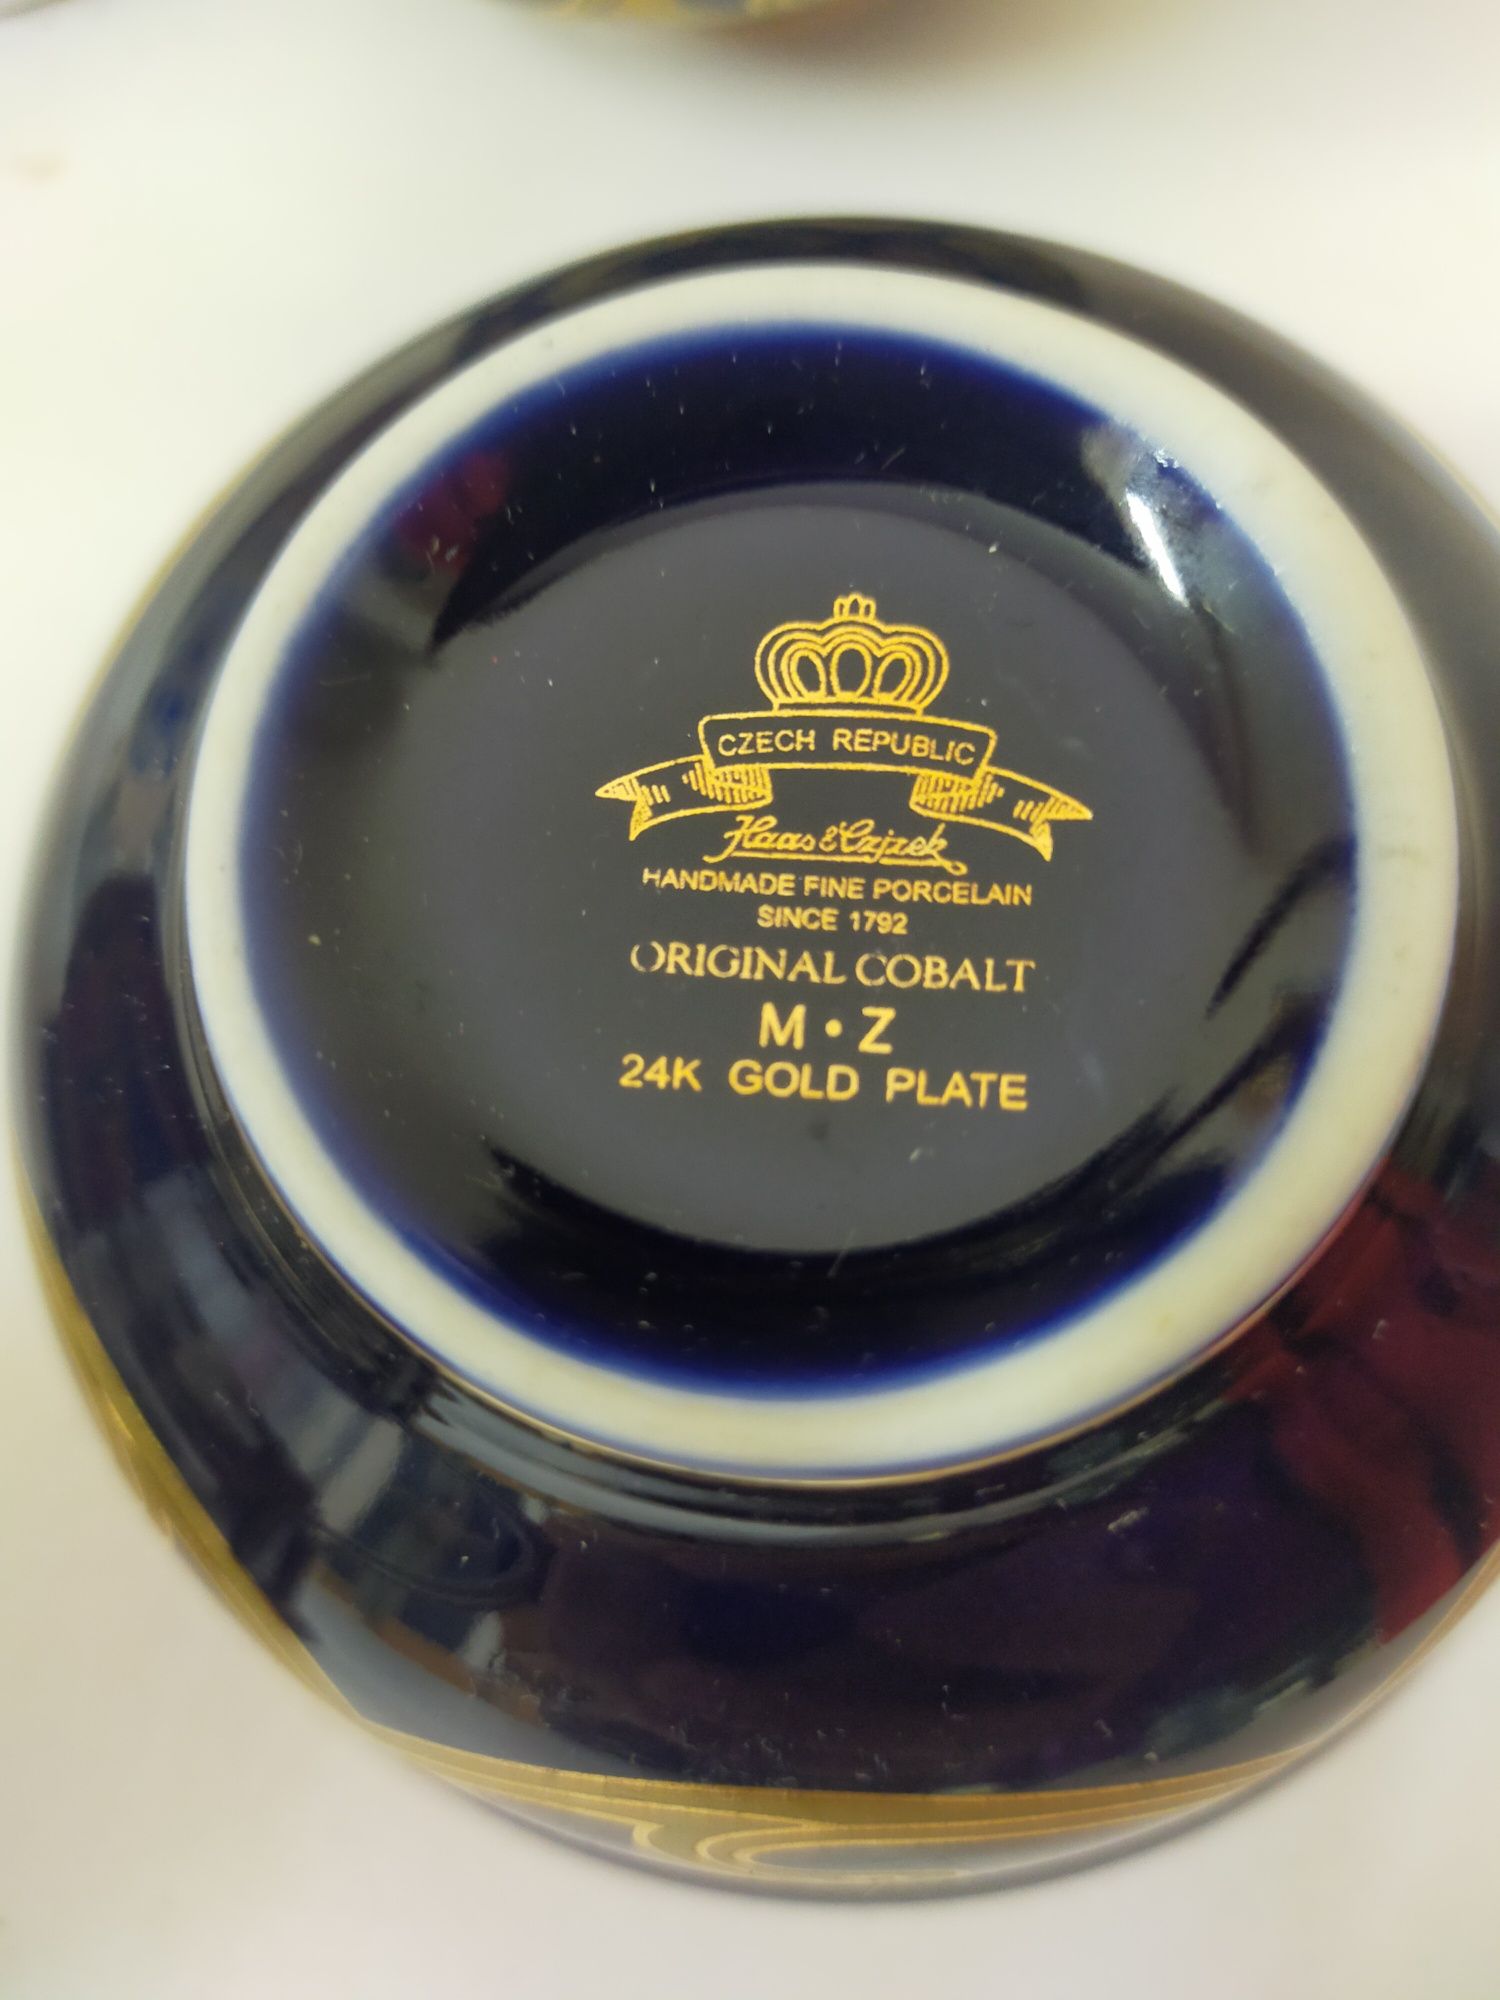 CZECH REPUBLIC
Haas & Czjzek
HANDMADE FINE PORCELAIN
SINCE 1792
ORIGINAL COBALT
M • Z
24K GOLD PLATE